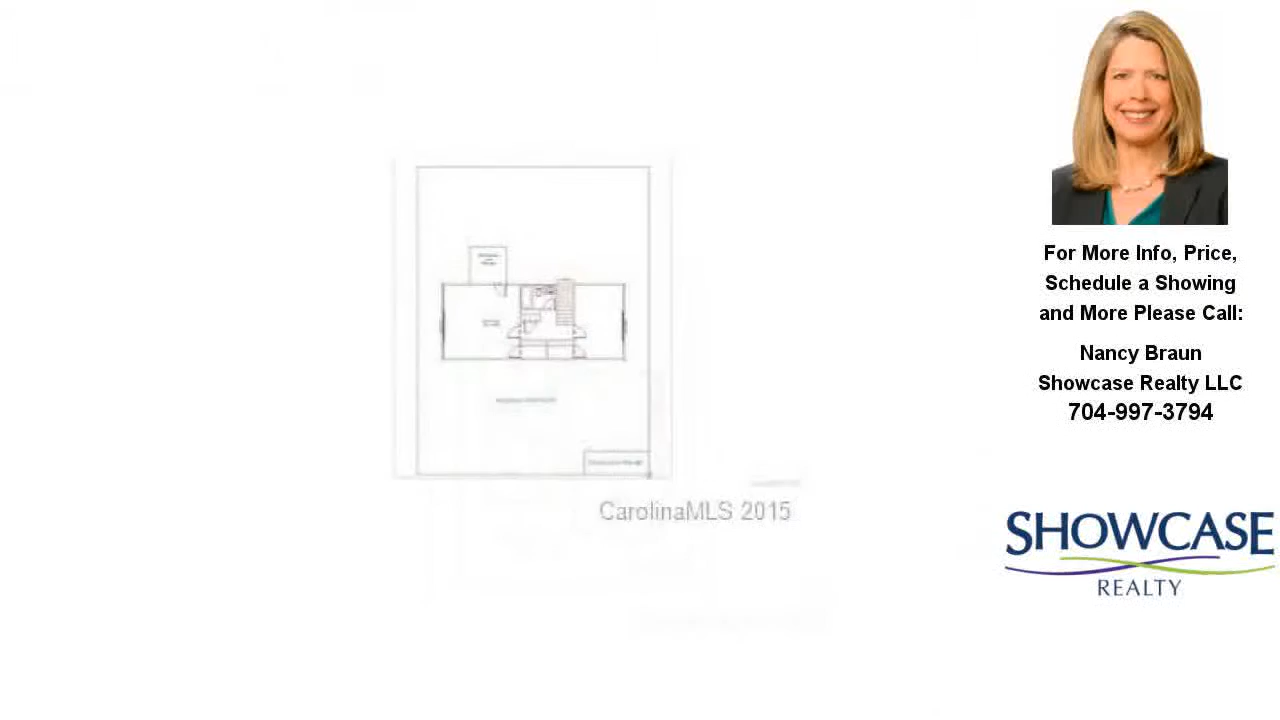 For More Info, Price,
Schedule a Showing
and More Please Call:
Nancy Braun
Showcase Realty LLC
704-997-3794
CarolinaMLS 2015
SHOWCASE
REALTY